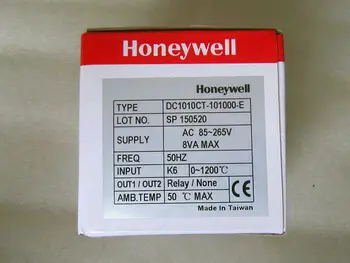 Honeywell
Honeywell
TYPE DC1010CT-101000-E
LOT NO. SP 150520
SUPPLY AC 85~265V
8VA MAX
FREQ 50HZ
INPUT K6 0~1200℃
OUT1 / OUT2 Relay / None
AMB.TEMP 50 ℃ MAX
CE
Made In Taiwan